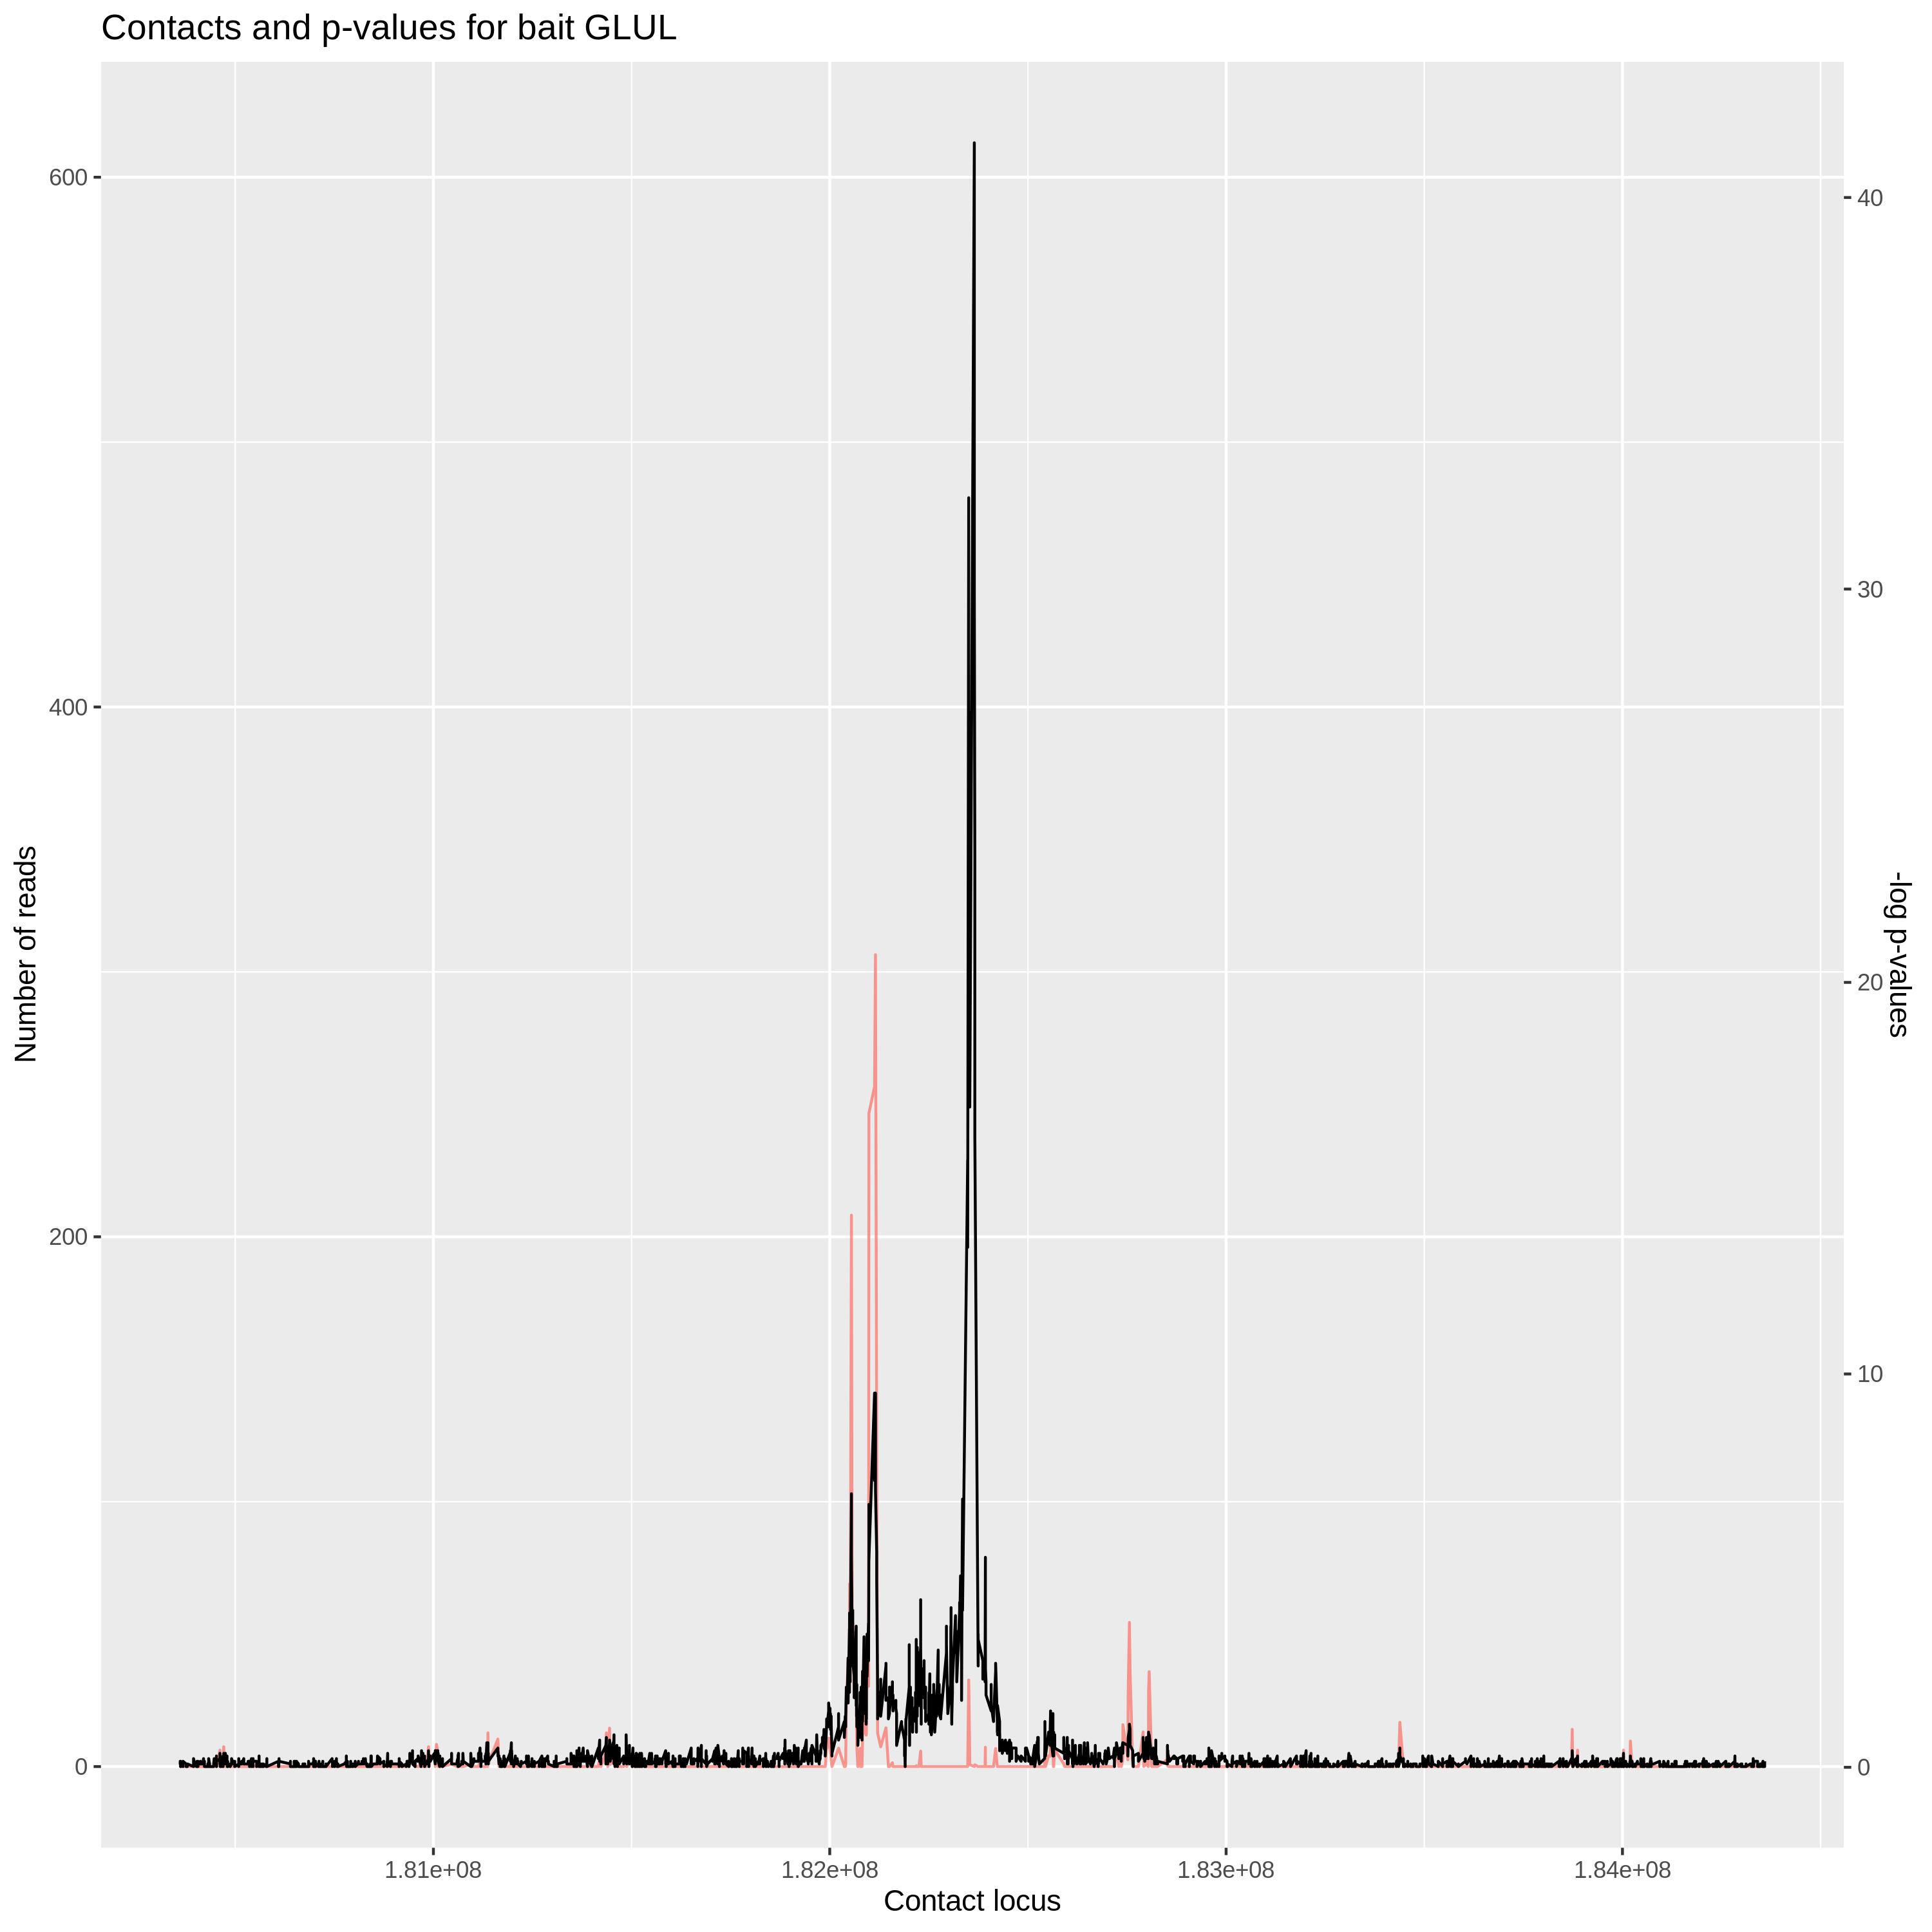 Contacts and p-values for bait GLUL
600
400
200
0
Number of reads
40
30
20
10
0
-log p-values
1.81e+08 1.82e+08 1.83e+08 1.84e+08
Contact locus